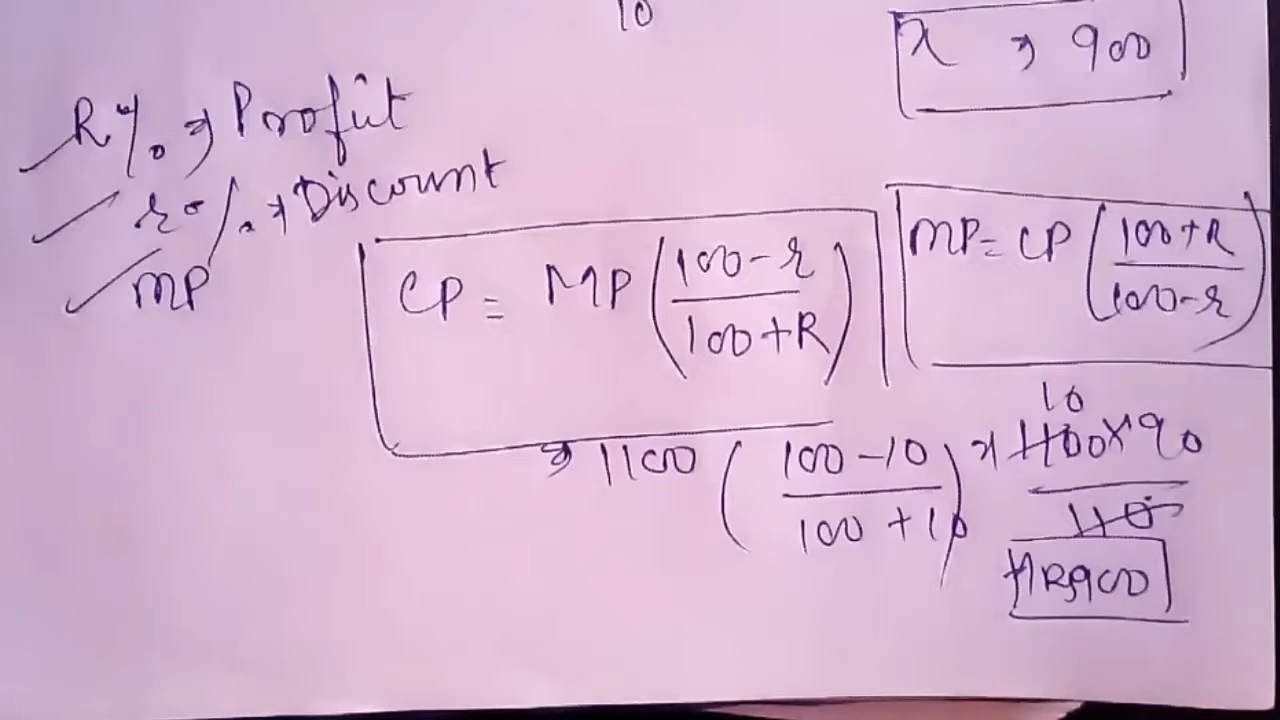 10
x ⇒ 900
R% ⇒ Profit
r% ⇒ Discount
MP
CP = MP (100-r / 100+R)
MP = CP (100+R / 100-r)
⇒ 1100 (100-10 / 100+10) ⇒ 1100×90 / 110
10
900